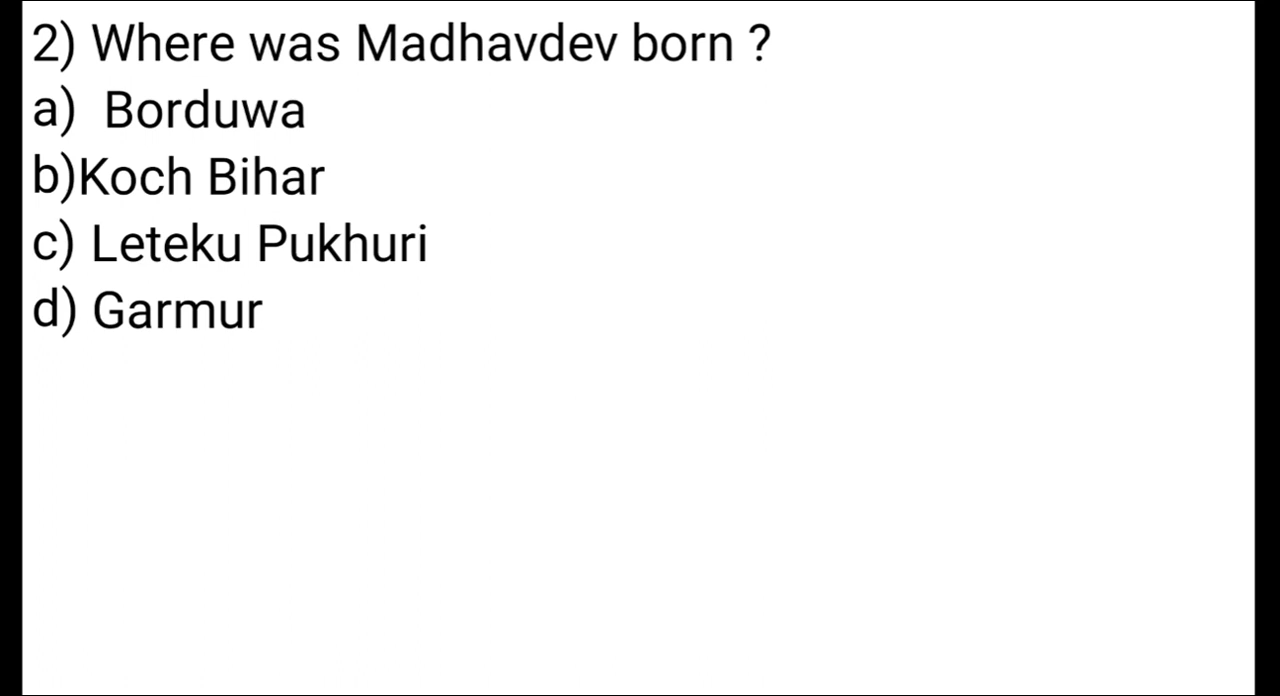 2) Where was Madhavdev born ?
a)  Borduwa
b)Koch Bihar
c) Leteku Pukhuri
d) Garmur